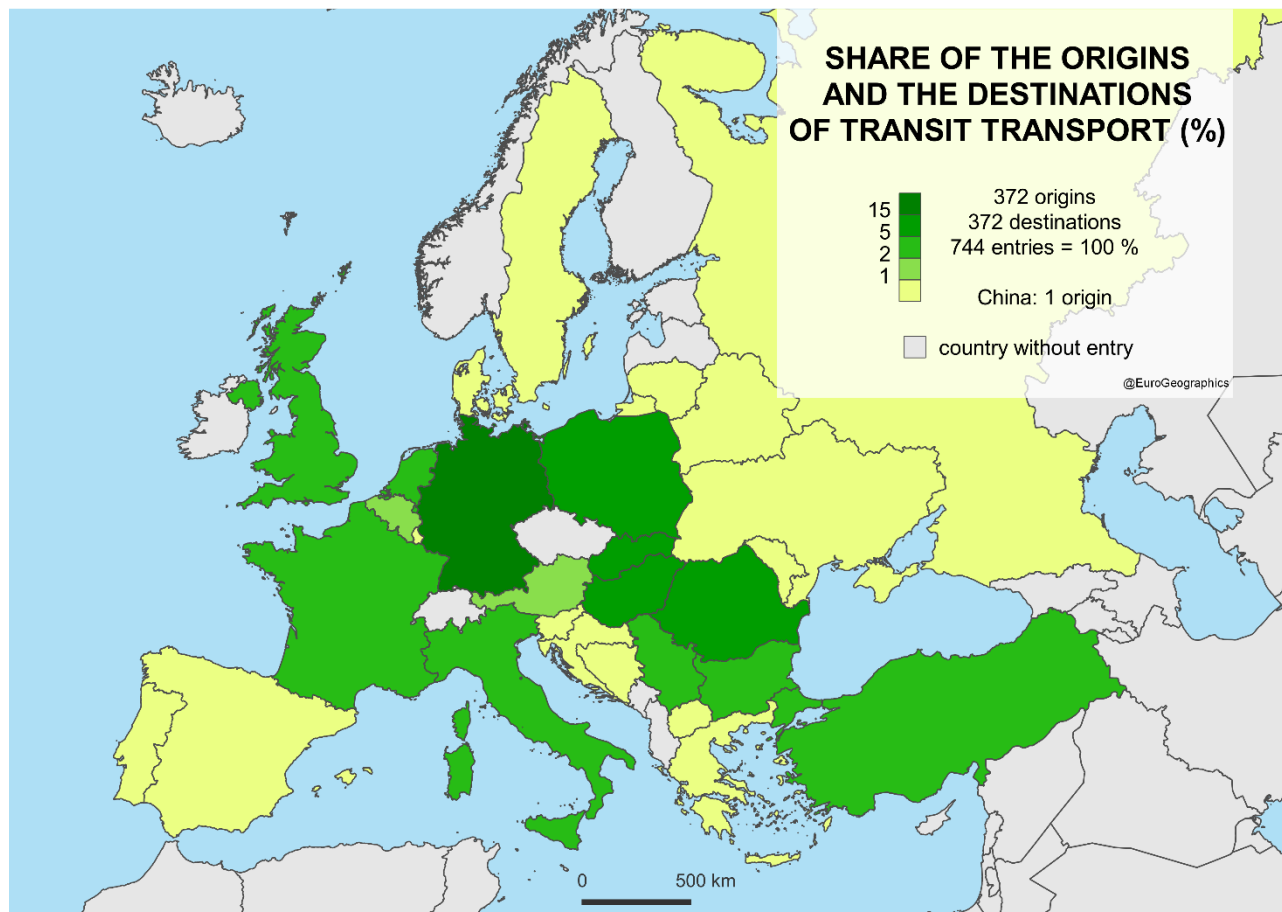 SHARE OF THE ORIGINS
AND THE DESTINATIONS
OF TRANSIT TRANSPORT (%)
15
5
2
1
372 origins
372 destinations
744 entries = 100 %
China: 1 origin
country without entry
@EuroGeographics
0 500 km